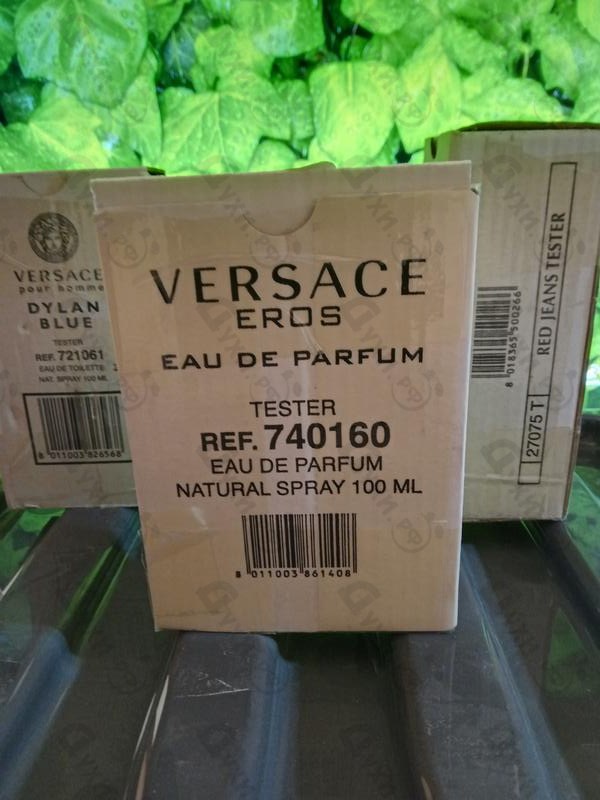 VERSACE
pour homme
DYLAN
BLUE
TESTER
REF. 721061
EAU DE TOILETTE
NAT. SPRAY 100 ML
8 011003 826568
VERSACE
EROS
EAU DE PARFUM
TESTER
REF. 740160
EAU DE PARFUM
NATURAL SPRAY 100 ML
8 011003 861408
8 018365 500266
27075 T
RED JEANS TESTER
Духи.рф